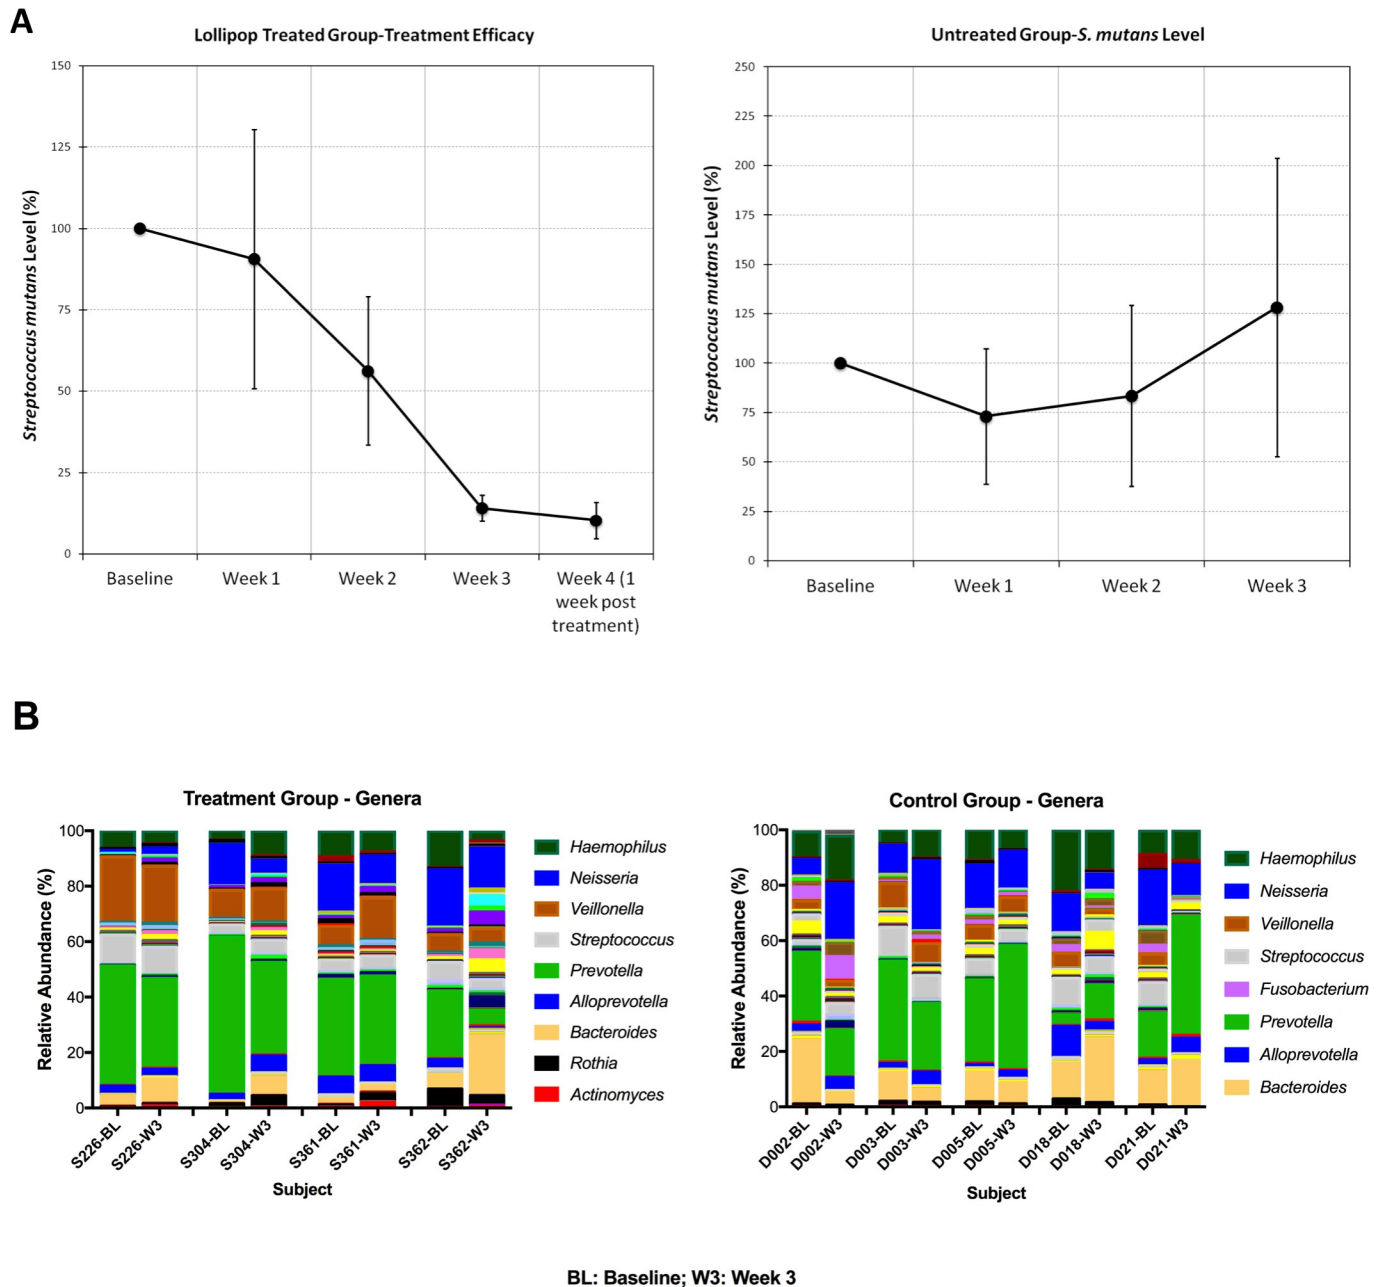 A
Lollipop Treated Group-Treatment Efficacy
Streptococcus mutans Level (%)
150
125
100
75
50
25
0
Baseline
Week 1
Week 2
Week 3
Week 4 (1
week post
treatment)
Untreated Group-S. mutans Level
Streptococcus mutans Level (%)
250
225
200
175
150
125
100
75
50
25
0
Baseline
Week 1
Week 2
Week 3
B
Treatment Group - Genera
Relative Abundance (%)
100
80
60
40
20
0
S226-BL
S226-W3
S304-BL
S304-W3
S361-BL
S361-W3
S362-BL
S362-W3
Subject
Haemophilus
Neisseria
Veillonella
Streptococcus
Prevotella
Alloprevotella
Bacteroides
Rothia
Actinomyces
Control Group - Genera
Relative Abundance (%)
100
80
60
40
20
0
D002-BL
D002-W3
D003-BL
D003-W3
D005-BL
D005-W3
D018-BL
D018-W3
D021-BL
D021-W3
Subject
Haemophilus
Neisseria
Veillonella
Streptococcus
Fusobacterium
Prevotella
Alloprevotella
Bacteroides
BL: Baseline; W3: Week 3